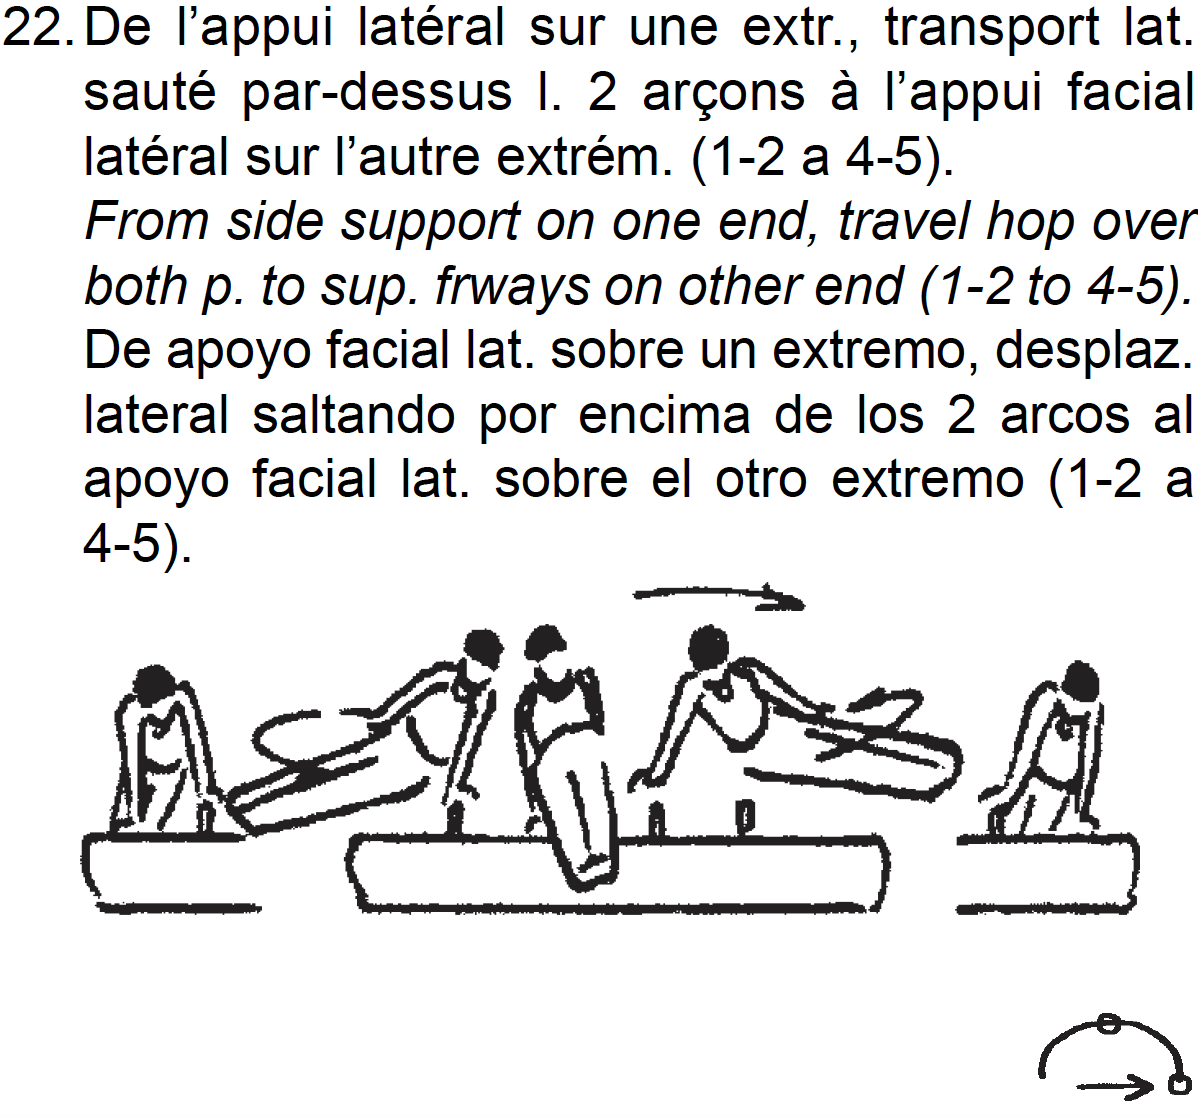 22. De l’appui latéral sur une extr., transport lat.
sauté par-dessus l. 2 arçons à l’appui facial
latéral sur l’autre extrém. (1-2 a 4-5).
From side support on one end, travel hop over
both p. to sup. frways on other end (1-2 to 4-5).
De apoyo facial lat. sobre un extremo, desplaz.
lateral saltando por encima de los 2 arcos al
apoyo facial lat. sobre el otro extremo (1-2 a
4-5).